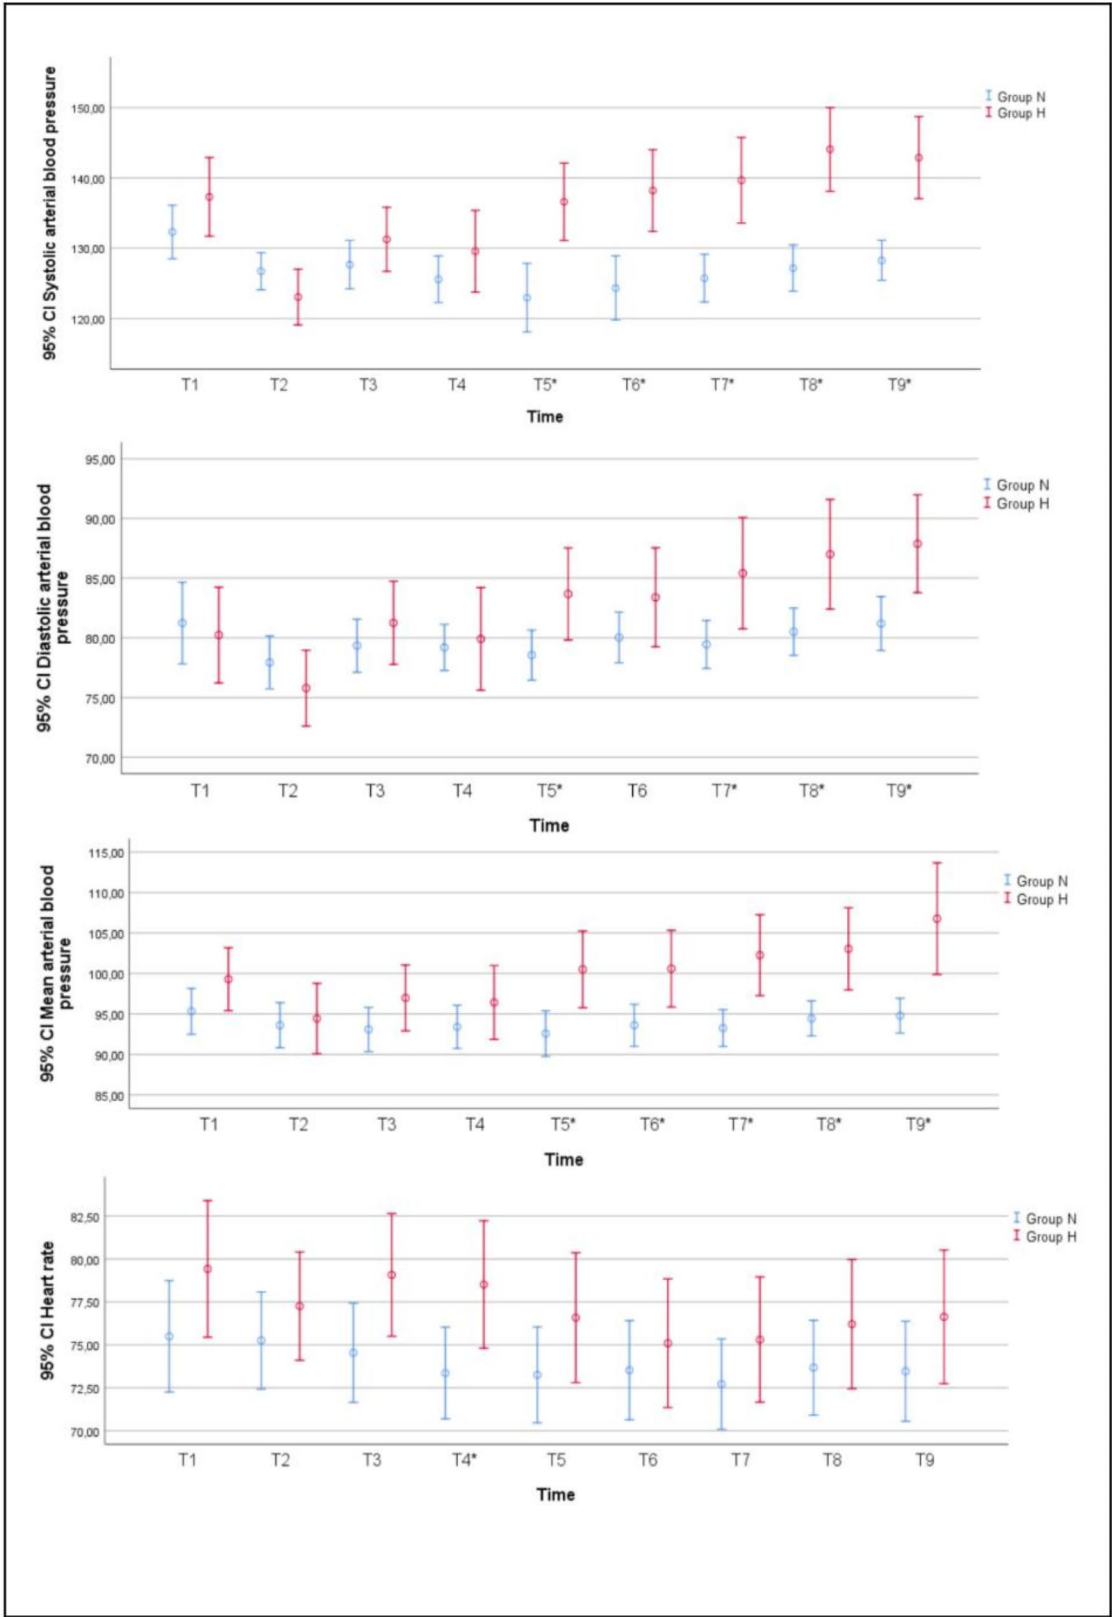 95% CI Systolic arterial blood pressure
150,00
140,00
130,00
120,00
Group N
Group H
T1 T2 T3 T4 T5* T6* T7* T8* T9*
Time
95% CI Diastolic arterial blood
pressure
95,00
90,00
85,00
80,00
75,00
70,00
Group N
Group H
T1 T2 T3 T4 T5* T6 T7* T8* T9*
Time
95% CI Mean arterial blood
pressure
115,00
110,00
105,00
100,00
95,00
90,00
85,00
Group N
Group H
T1 T2 T3 T4 T5* T6* T7* T8* T9*
Time
95% CI Heart rate
82,50
80,00
77,50
75,00
72,50
70,00
Group N
Group H
T1 T2 T3 T4* T5 T6 T7 T8 T9
Time